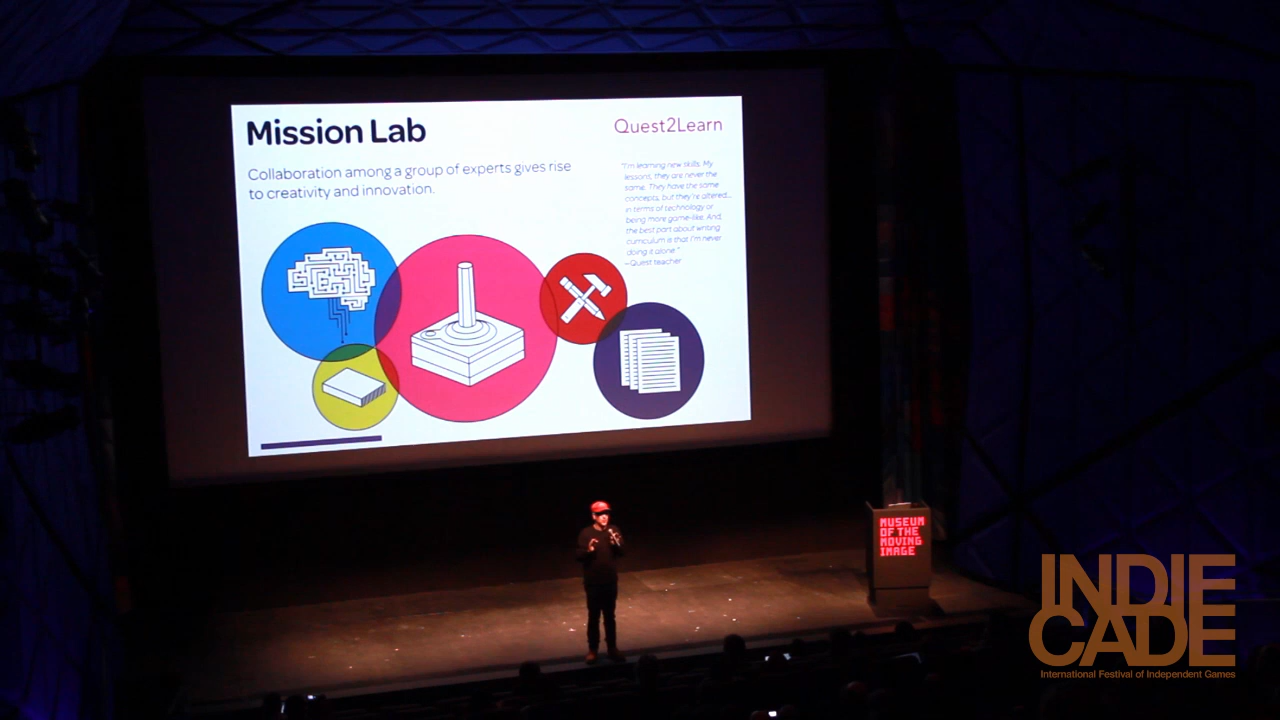 Mission Lab
Quest2Learn
Collaboration among a group of experts gives rise
to creativity and innovation.
"I'm learning new skills. My
lessons, they are never the
same. They have the same
concepts, but they're altered...
in terms of technology or
being more game-like. And,
the best part about writing
curriculum is that I'm never
doing it alone."
—Quest teacher
MUSEUM
OF THE
MOVING
IMAGE
INDIE
CADE
International Festival of Independent Games